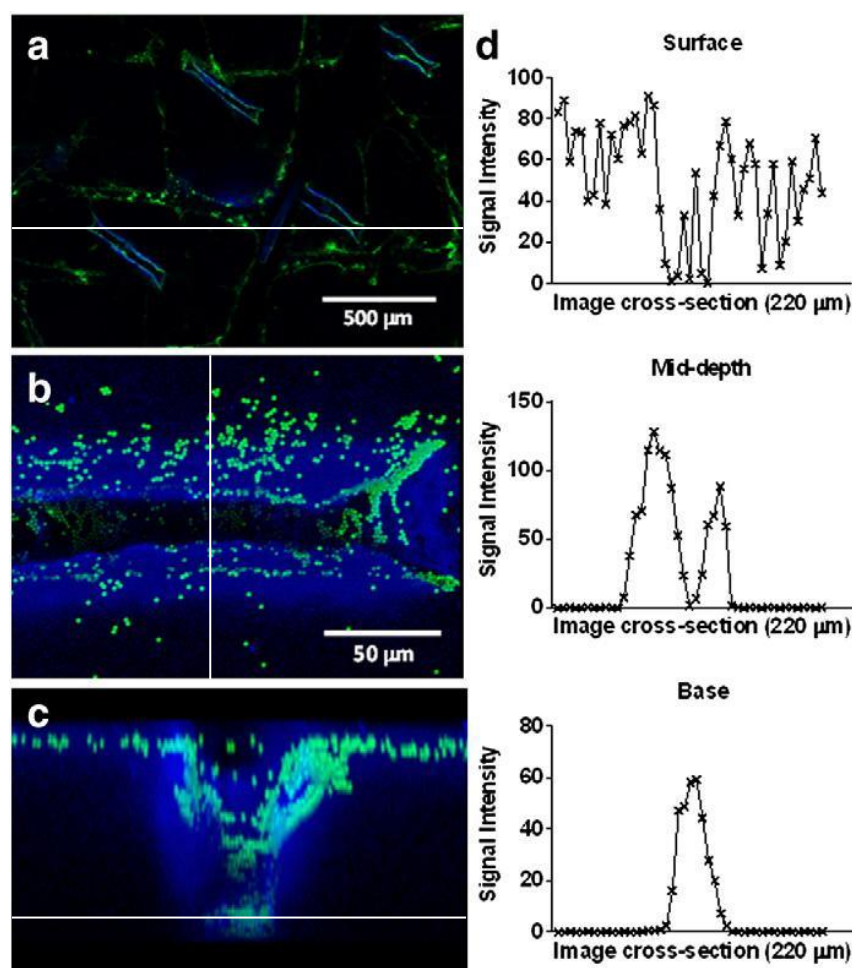 a
500 µm
b
50 µm
c
d
Surface
Signal Intensity
100
80
60
40
20
0
Image cross-section (220 µm)
Mid-depth
Signal Intensity
150
100
50
0
Image cross-section (220 µm)
Base
Signal Intensity
80
60
40
20
0
Image cross-section (220 µm)